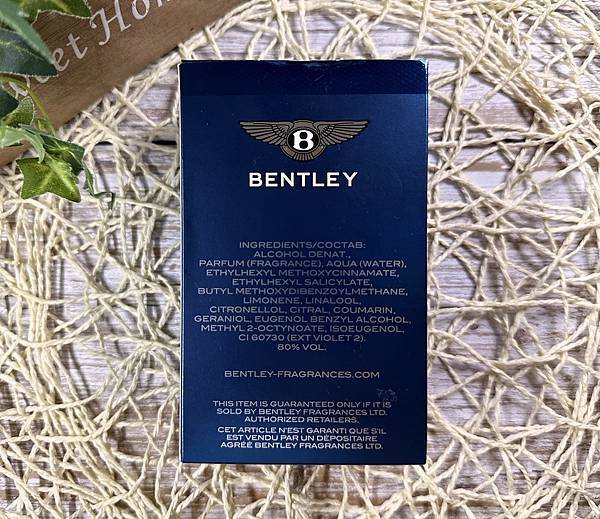 eet Hom
B
BENTLEY
INGREDIENTS/COCTAB:
ALCOHOL DENAT.,
PARFUM (FRAGRANCE), AQUA (WATER),
ETHYLHEXYL METHOXYCINNAMATE,
ETHYLHEXYL SALICYLATE,
BUTYL METHOXYDIBENZOYLMETHANE,
LIMONENE, LINALOOL,
CITRONELLOL, CITRAL, COUMARIN,
GERANIOL, EUGENOL BENZYL ALCOHOL,
METHYL 2-OCTYNOATE, ISOEUGENOL,
CI 60730 (EXT VIOLET 2).
80% VOL.
BENTLEY-FRAGRANCES.COM
THIS ITEM IS GUARANTEED ONLY IF IT IS
SOLD BY BENTLEY FRAGRANCES LTD.
AUTHORIZED RETAILERS.
CET ARTICLE N'EST GARANTI QUE S'IL
EST VENDU PAR UN DÉPOSITAIRE
AGRÉÉ BENTLEY FRAGRANCES LTD.